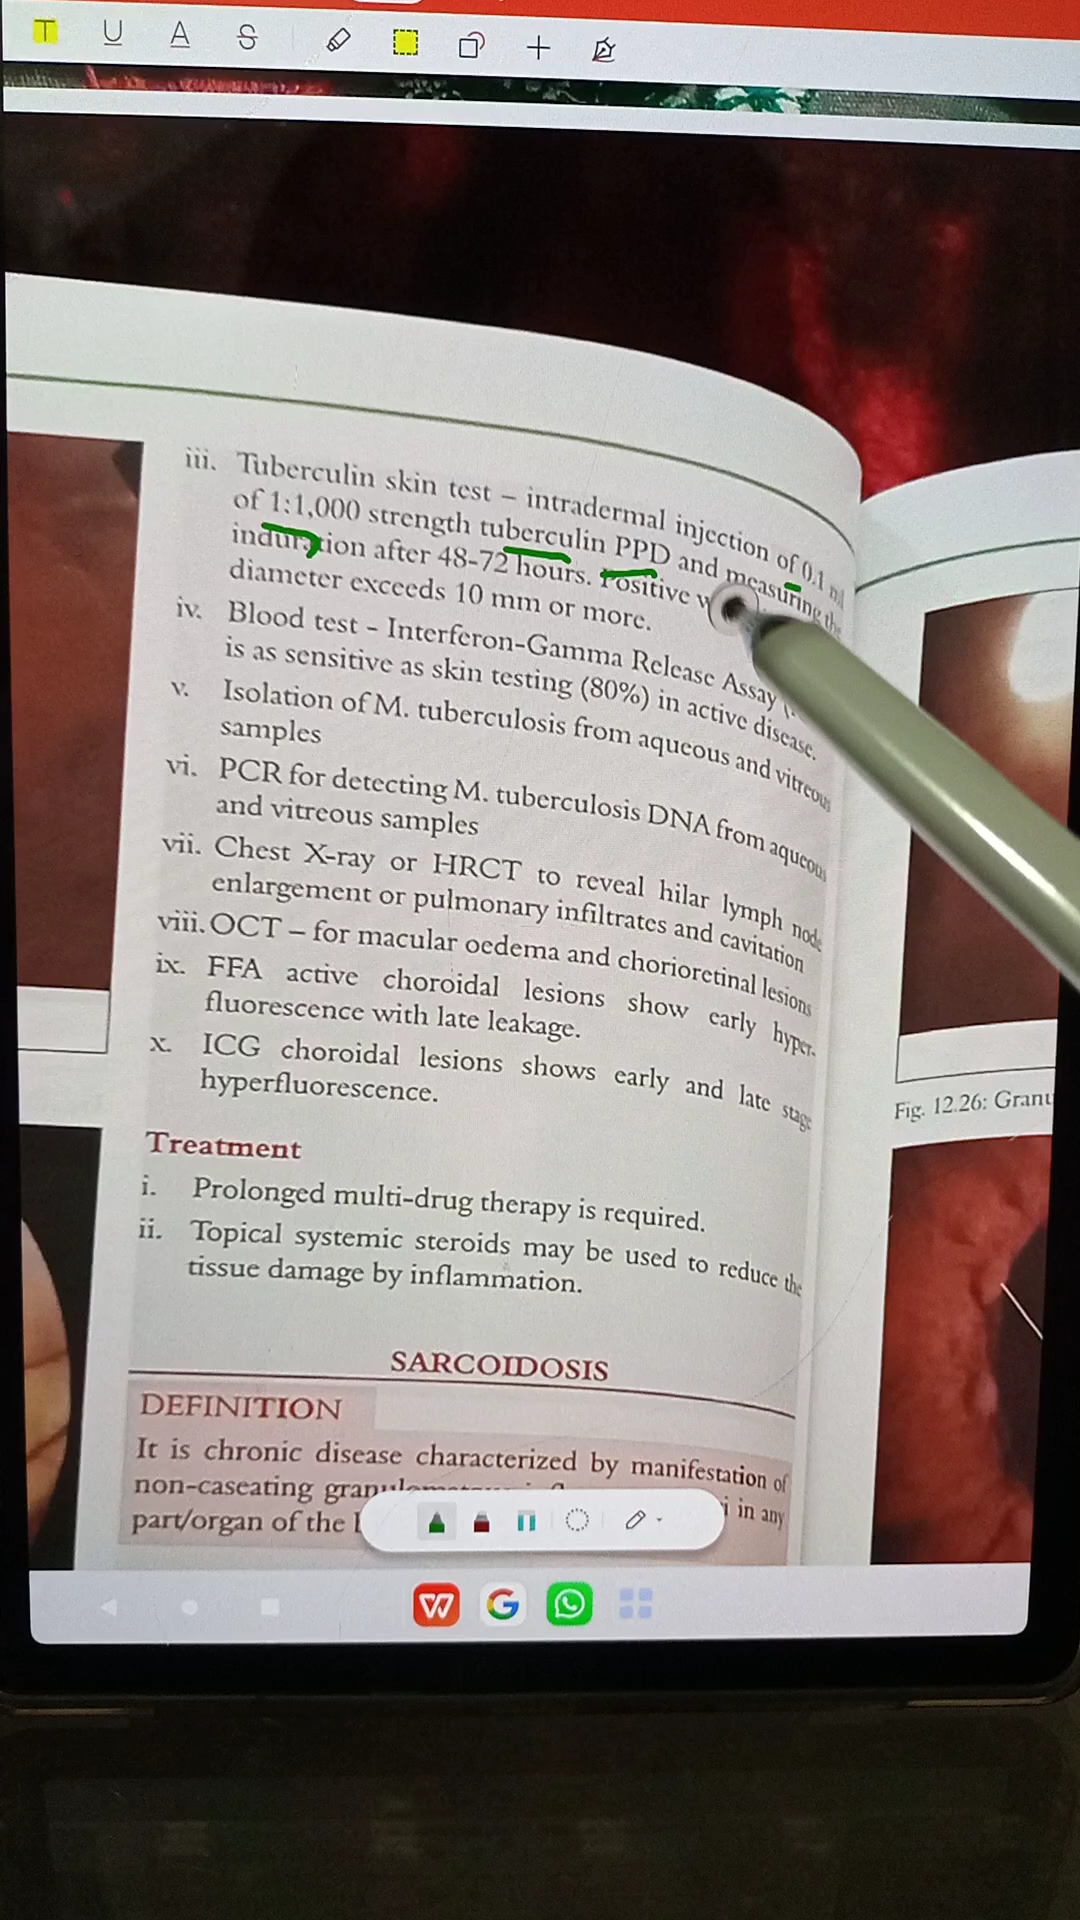 T U A S
iii. Tuberculin skin test – intradermal injection of 0.1 ml
of 1:1,000 strength tuberculin PPD and measuring the
induration after 48-72 hours. Positive
diameter exceeds 10 mm or more.
iv. Blood test - Interferon-Gamma Release Assay
is as sensitive as skin testing (80%) in active disease.
v. Isolation of M. tuberculosis from aqueous and vitreous
samples
vi. PCR for detecting M. tuberculosis DNA from aqueous
and vitreous samples
vii. Chest X-ray or HRCT to reveal hilar lymph node
enlargement or pulmonary infiltrates and cavitation
viii. OCT – for macular oedema and chorioretinal lesions
ix. FFA active choroidal lesions show early hyper-
fluorescence with late leakage.
x. ICG choroidal lesions shows early and late stage
hyperfluorescence.
Treatment
i. Prolonged multi-drug therapy is required.
ii. Topical systemic steroids may be used to reduce the
tissue damage by inflammation.
SARCOIDOSIS
DEFINITION
It is chronic disease characterized by manifestation of
non-caseating in any
part/organ of the
Fig. 12.26: